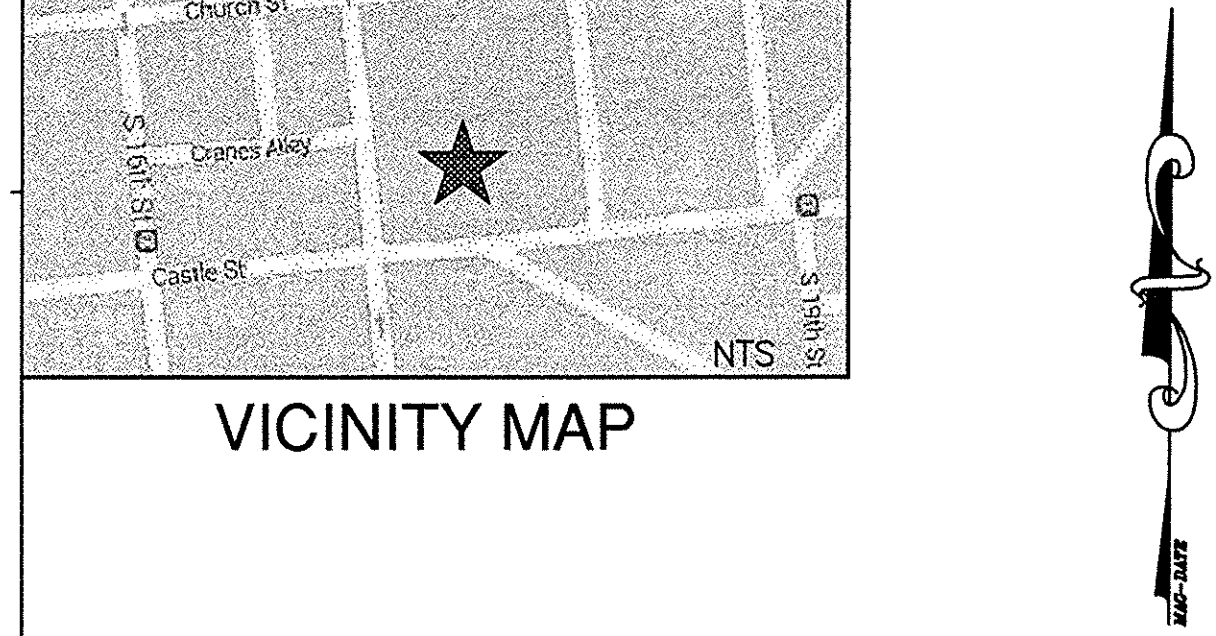 Church St
S 16th St
Cranes Alley
Castle St
S 19th St
NTS
VICINITY MAP
MAG-DATE